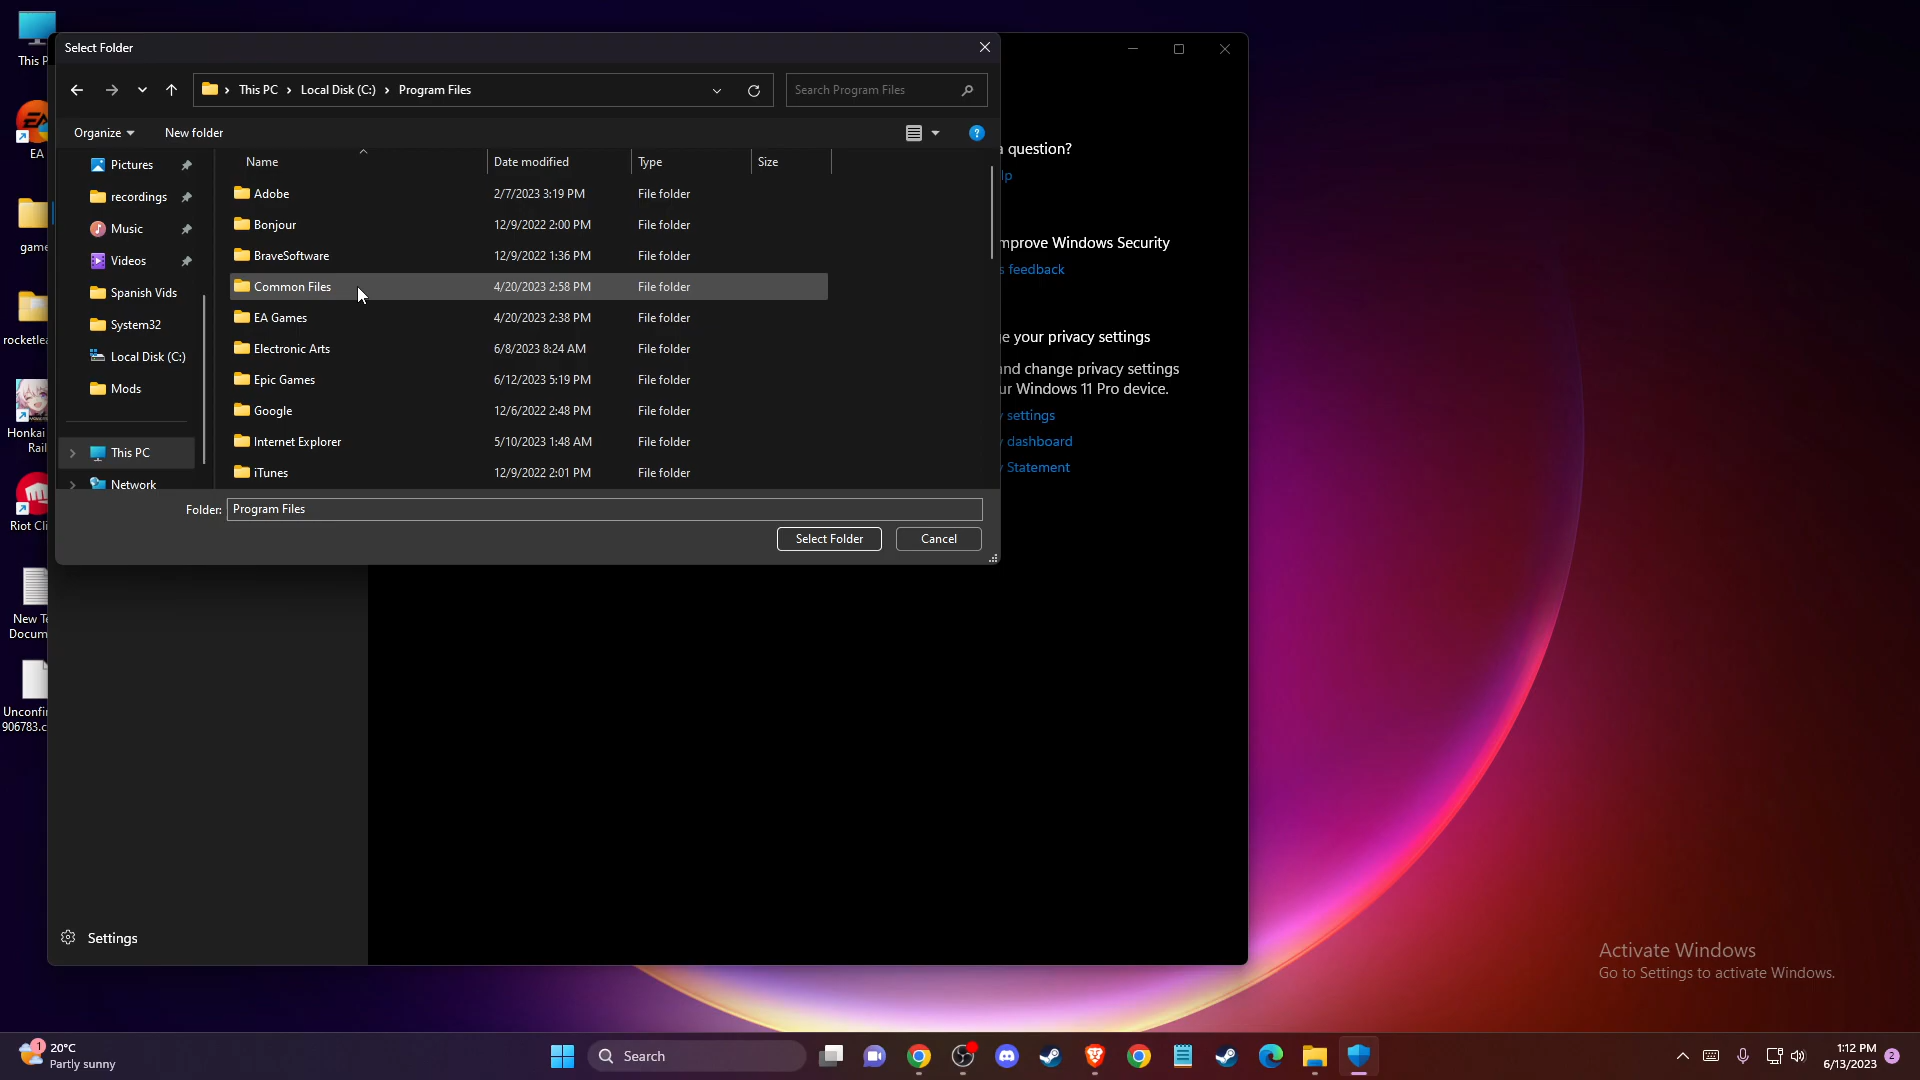 This P
EA
game
rocketlea
Honkai
Rail
Riot Cli
New Te
Docum
Unconfi
906783.c
Select Folder
This PC
Local Disk (C:)
Program Files
Search Program Files
Organize
New folder
?
Pictures
recordings
Music
Videos
Spanish Vids
System32
Local Disk (C:)
Mods
This PC
Network
Name Date modified Type Size
Adobe 2/7/2023 3:19 PM File folder
Bonjour 12/9/2022 2:00 PM File folder
BraveSoftware 12/9/2022 1:36 PM File folder
Common Files 4/20/2023 2:58 PM File folder
EA Games 4/20/2023 2:38 PM File folder
Electronic Arts 6/8/2023 8:24 AM File folder
Epic Games 6/12/2023 5:19 PM File folder
Google 12/6/2022 2:48 PM File folder
Internet Explorer 5/10/2023 1:48 AM File folder
iTunes 12/9/2022 2:01 PM File folder
Folder: Program Files
Select Folder
Cancel
a question?
lp
mprove Windows Security
s feedback
e your privacy settings
nd change privacy settings
ur Windows 11 Pro device.
y settings
y dashboard
y Statement
Settings
Activate Windows
Go to Settings to activate Windows.
1
20°C
Partly sunny
Search
1:12 PM
6/13/2023
2